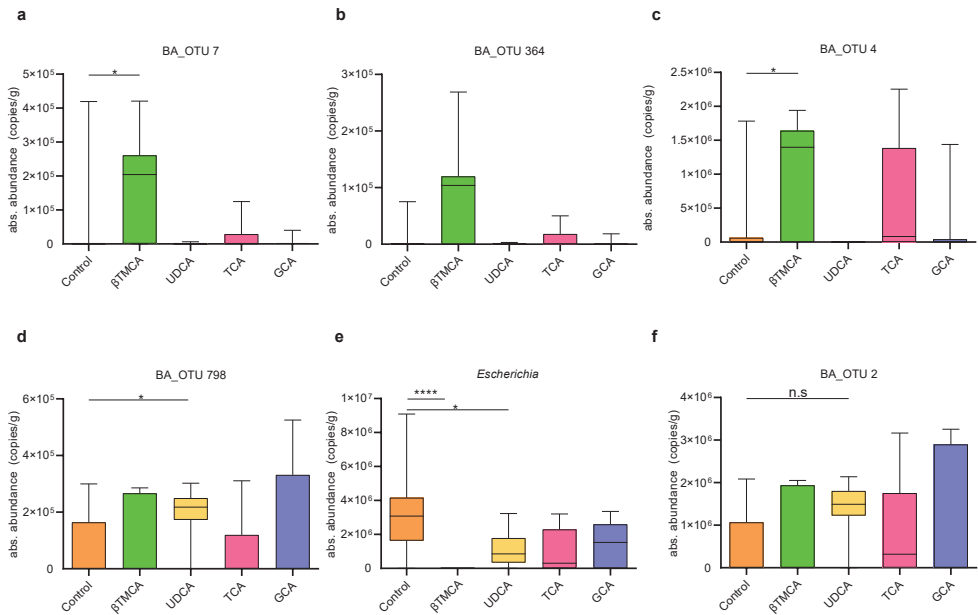 a
BA_OTU 7
abs. abundance (copies/g)
5×10⁵
4×10⁵
3×10⁵
2×10⁵
1×10⁵
0
*
Control
βTMCA
UDCA
TCA
GCA
b
BA_OTU 364
abs. abundance (copies/g)
3×10⁵
2×10⁵
1×10⁵
0
Control
βTMCA
UDCA
TCA
GCA
c
BA_OTU 4
abs. abundance (copies/g)
2.5×10⁶
2×10⁶
1.5×10⁶
1×10⁶
5×10⁵
0
*
Control
βTMCA
UDCA
TCA
GCA
d
BA_OTU 798
abs. abundance (copies/g)
6×10⁵
4×10⁵
2×10⁵
0
*
Control
βTMCA
UDCA
TCA
GCA
e
Escherichia
abs. abundance (copies/g)
1×10⁷
8×10⁶
6×10⁶
4×10⁶
2×10⁶
0
****
*
Control
βTMCA
UDCA
TCA
GCA
f
BA_OTU 2
abs. abundance (copies/g)
4×10⁶
3×10⁶
2×10⁶
1×10⁶
0
n.s
Control
βTMCA
UDCA
TCA
GCA